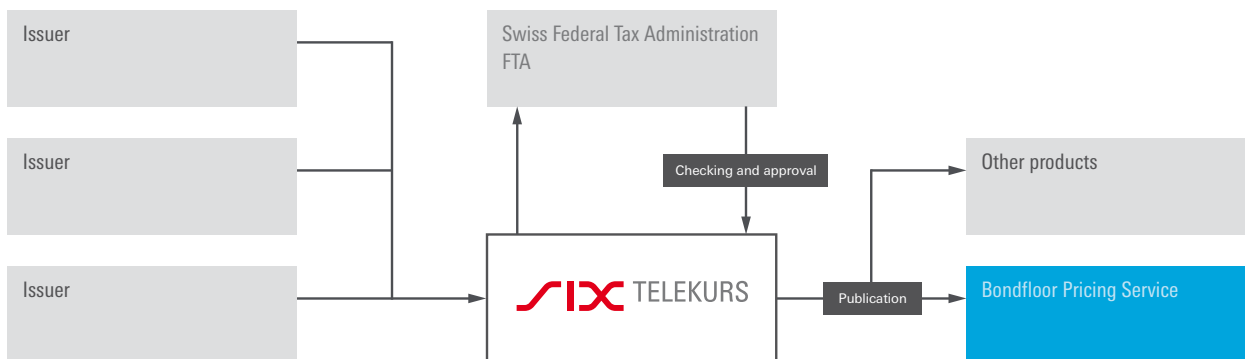 Issuer
Swiss Federal Tax Administration
FTA
Issuer
Checking and approval
Other products
Issuer
SIX TELEKURS
Publication
Bondfloor Pricing Service